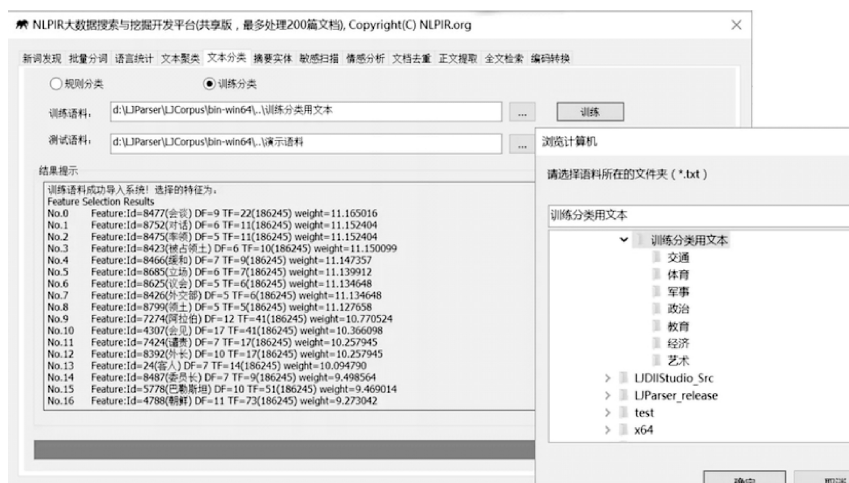 NLPIR大数据搜索与挖掘开发平台(共享版，最多处理200篇文档), Copyright(C) NLPIR.org
新词发现 批量分词 语言统计 文本聚类 文本分类 摘要实体 敏感扫描 情感分析 文档去重 正文提取 全文检索 编码转换
规则分类 训练分类
训练语料： d:\LJParser\LJCorpus\bin-win64\,.\训练分类用文本 ... 训练
测试语料： d:\LJParser\LJCorpus\bin-win64\,.\演示语料 ...
结果提示
训练语料成功导入系统！选择的特征为。
Feature Selection Results
No.0 Feature:Id=8477(会谈) DF=9 TF=22(186245) weight=11.165016
No.1 Feature:Id=8752(对话) DF=6 TF=11(186245) weight=11.152404
No.2 Feature:Id=8475(率领) DF=5 TF=11(186245) weight=11.152404
No.3 Feature:Id=8423(被占领土) DF=6 TF=10(186245) weight=11.150099
No.4 Feature:Id=8466(缓和) DF=7 TF=9(186245) weight=11.147357
No.5 Feature:Id=8685(立场) DF=6 TF=7(186245) weight=11.139912
No.6 Feature:Id=8625(议会) DF=5 TF=6(186245) weight=11.134648
No.7 Feature:Id=8426(外交部) DF=5 TF=6(186245) weight=11.134648
No.8 Feature:Id=8799(领土) DF=5 TF=5(186245) weight=11.127658
No.9 Feature:Id=7274(阿拉伯) DF=12 TF=41(186245) weight=10.770524
No.10 Feature:Id=4307(会见) DF=17 TF=41(186245) weight=10.366098
No.11 Feature:Id=7424(谴责) DF=7 TF=17(186245) weight=10.257945
No.12 Feature:Id=8392(外长) DF=10 TF=17(186245) weight=10.257945
No.13 Feature:Id=24(客人) DF=7 TF=14(186245) weight=10.094790
No.14 Feature:Id=8487(委员长) DF=7 TF=9(186245) weight=9.498564
No.15 Feature:Id=5778(巴勒斯坦) DF=10 TF=51(186245) weight=9.469014
No.16 Feature:Id=4788(朝鲜) DF=11 TF=73(186245) weight=9.273042
浏览计算机
请选择语料所在的文件夹（*.txt）
训练分类用文本
训练分类用文本
交通
体育
军事
政治
教育
经济
艺术
LJDllStudio_Src
LJParser_release
test
x64
确定 取消